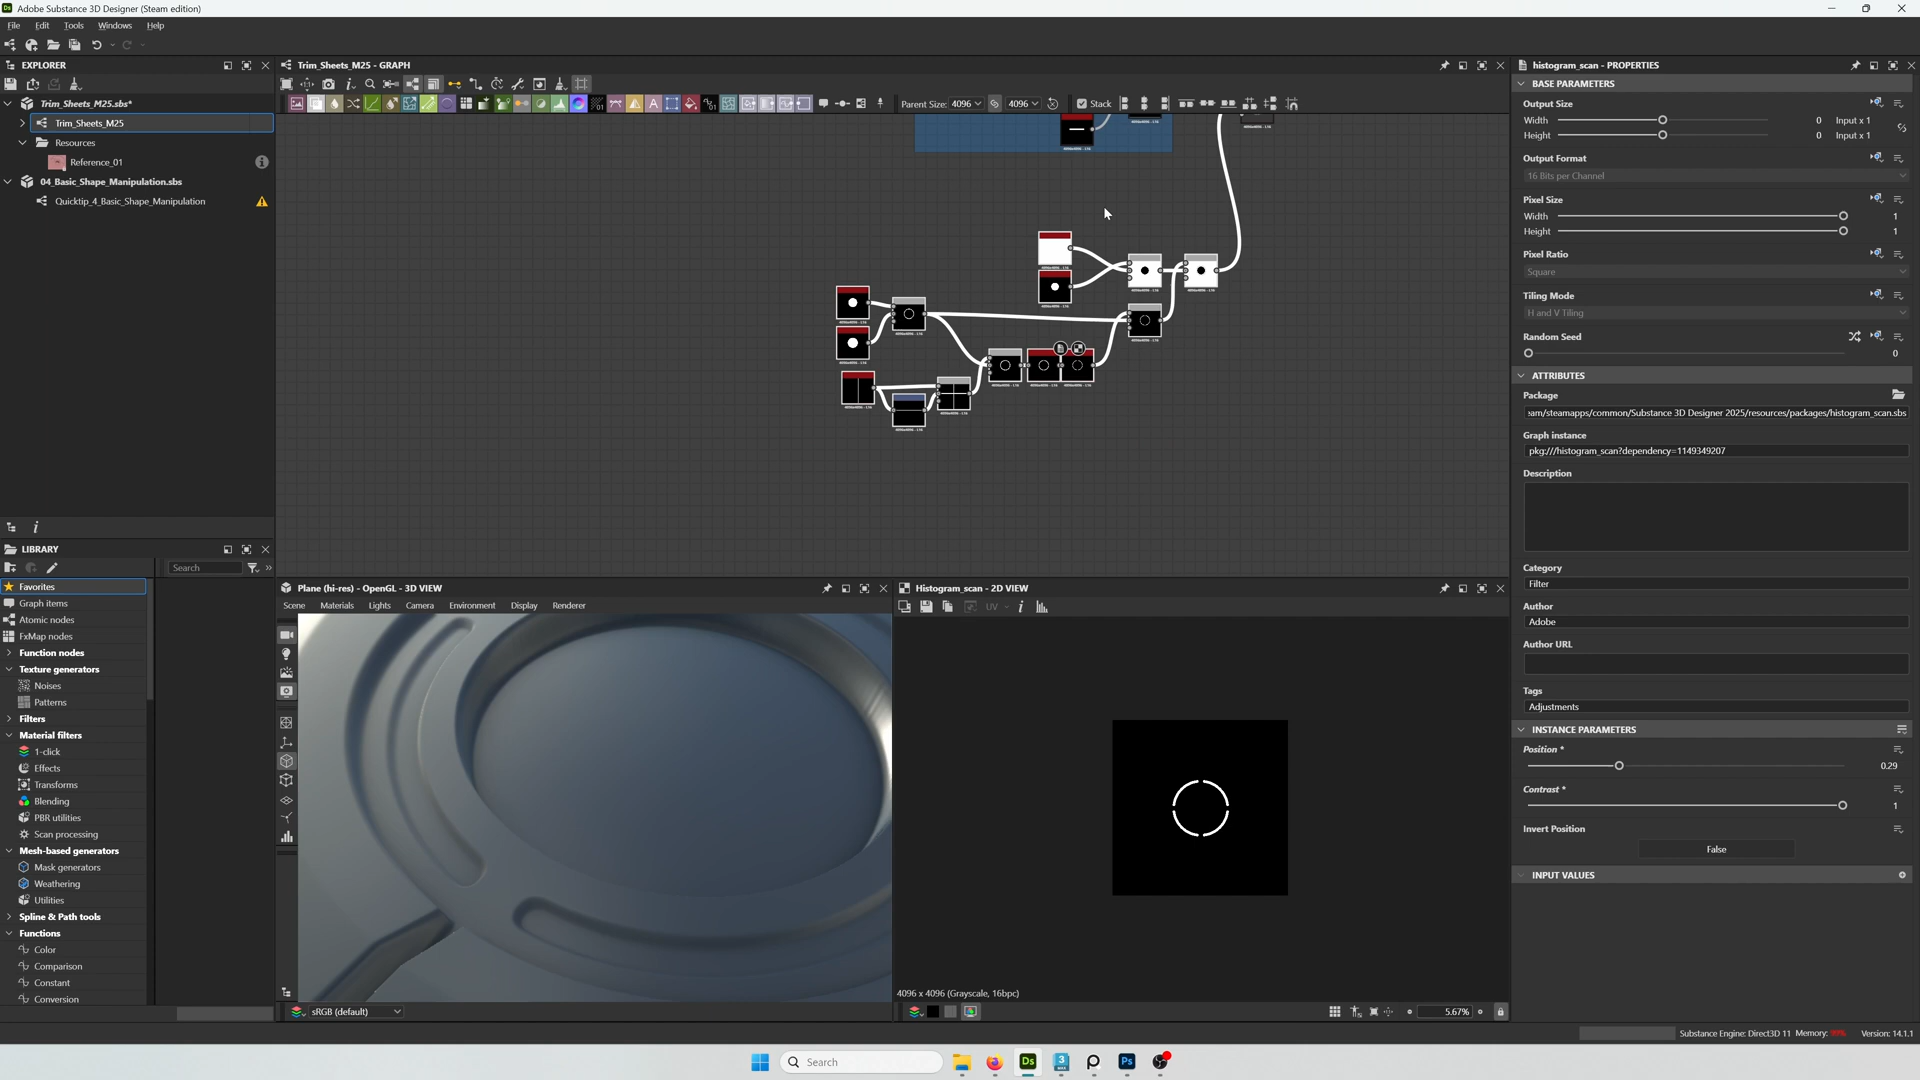 Adobe Substance 3D Designer (Steam edition)
File Edit Tools Windows Help
EXPLORER
Trim_Sheets_M25.sbs*
Trim_Sheets_M25
Resources
Reference_01
04_Basic_Shape_Manipulation.sbs
Quicktip_4_Basic_Shape_Manipulation
LIBRARY
Search
Favorites
Graph items
Atomic nodes
FxMap nodes
Function nodes
Texture generators
Noises
Patterns
Filters
Material filters
1-click
Effects
Transforms
Blending
PBR utilities
Scan processing
Mesh-based generators
Mask generators
Weathering
Utilities
Spline & Path tools
Functions
Color
Comparison
Constant
Conversion
Trim_Sheets_M25 - GRAPH
Parent Size: 4096 4096 Stack
Plane (hi-res) - OpenGL - 3D VIEW
Scene Materials Lights Camera Environment Display Renderer
sRGB (default)
Histogram_scan - 2D VIEW
UV
4096 x 4096 (Grayscale, 16bpc)
5.67%
histogram_scan - PROPERTIES
BASE PARAMETERS
Output Size
Width 0 Input x 1
Height 0 Input x 1
Output Format
16 Bits per Channel
Pixel Size
Width 1
Height 1
Pixel Ratio
Square
Tiling Mode
H and V Tiling
Random Seed
0
ATTRIBUTES
Package
am/steamapps/common/Substance 3D Designer 2025/resources/packages/histogram_scan.sbs
Graph instance
pkg:///histogram_scan?dependency=1149349207
Description
Category
Filter
Author
Adobe
Author URL
Tags
Adjustments
INSTANCE PARAMETERS
Position *
0.29
Contrast *
1
Invert Position
False
INPUT VALUES
Substance Engine: Direct3D 11 Memory: Version: 14.1.1
Search